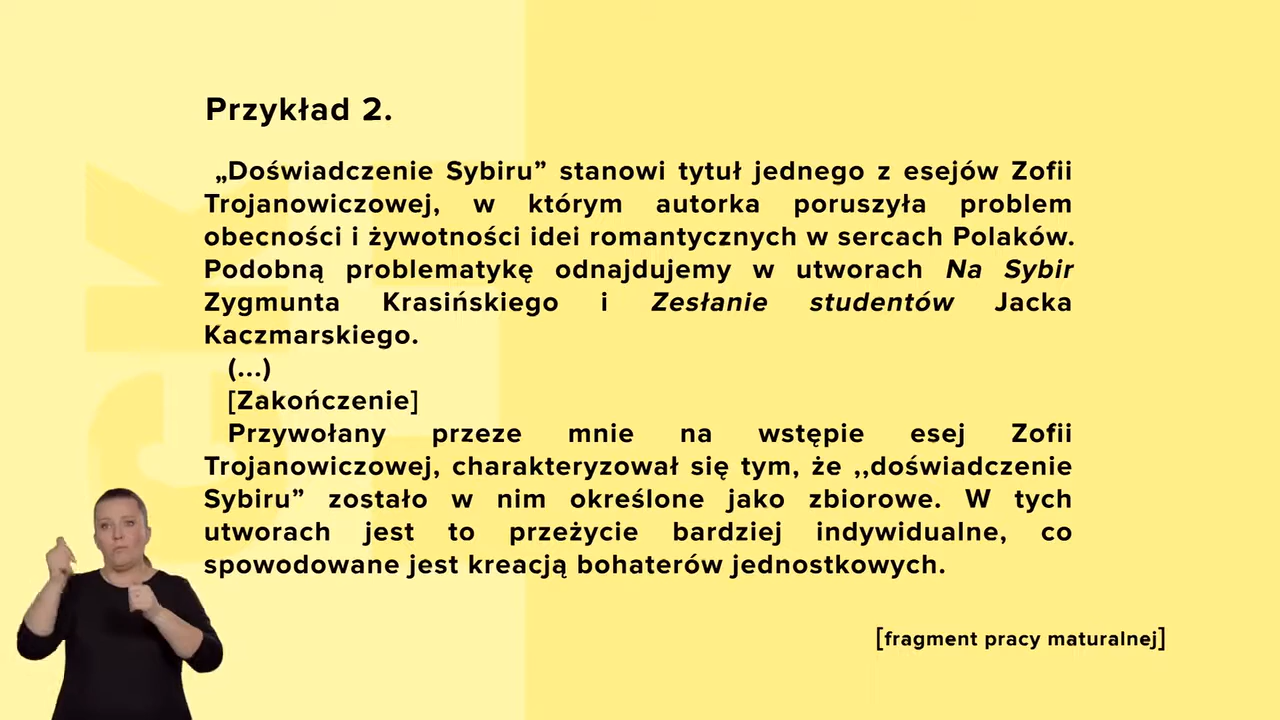 Przykład 2.
„Doświadczenie Sybiru” stanowi tytuł jednego z esejów Zofii
Trojanowiczowej, w którym autorka poruszyła problem
obecności i żywotności idei romantycznych w sercach Polaków.
Podobną problematykę odnajdujemy w utworach Na Sybir
Zygmunta Krasińskiego i Zesłanie studentów Jacka
Kaczmarskiego.
(...)
[Zakończenie]
Przywołany przeze mnie na wstępie esej Zofii
Trojanowiczowej, charakteryzował się tym, że ,,doświadczenie
Sybiru” zostało w nim określone jako zbiorowe. W tych
utworach jest to przeżycie bardziej indywidualne, co
spowodowane jest kreacją bohaterów jednostkowych.
[fragment pracy maturalnej]